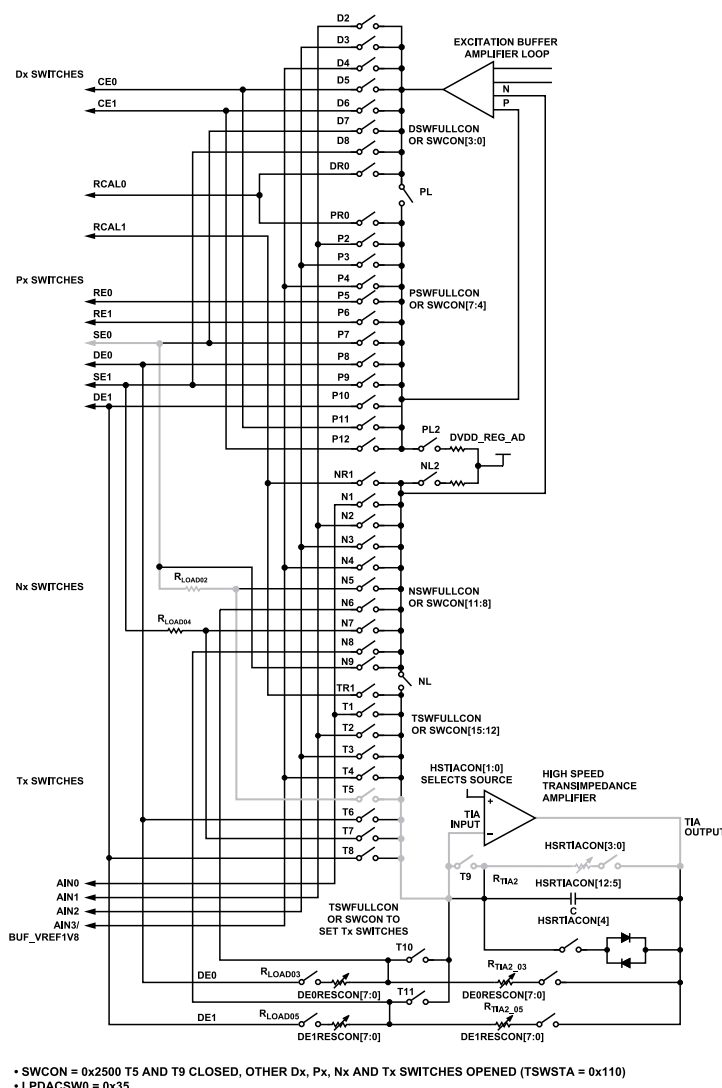 D2
D3
EXCITATION BUFFER
AMPLIFIER LOOP
D4
Dx SWITCHES
CE0
D5
N
CE1
D6
P
D7
DSWFULLCON
OR SWCON[3:0]
D8
DR0
RCAL0
PL
PR0
RCAL1
P2
P3
Px SWITCHES
P4
PSWFULLCON
OR SWCON[7:4]
RE0
P5
RE1
P6
SE0
P7
DE0
P8
SE1
P9
DE1
P10
P11
PL2
DVDD_REG_AD
P12
NR1
NL2
N1
N2
N3
N4
Nx SWITCHES
RLOAD02
N5
NSWFULLCON
OR SWCON[11:8]
N6
RLOAD04
N7
N8
N9
NL
TR1
T1
TSWFULLCON
OR SWCON[15:12]
T2
T3
HSTIACON[1:0]
SELECTS SOURCE
HIGH SPEED
TRANSIMPEDANCE
AMPLIFIER
Tx SWITCHES
T4
+
T5
TIA
INPUT
–
TIA
OUTPUT
T6
HSRTIACON[3:0]
T7
T9
RTIA2
T8
HSRTIACON[12:5]
AIN0
C
AIN1
HSRTIACON[4]
AIN2
TSWFULLCON
OR SWCON TO
SET Tx SWITCHES
AIN3/
BUF_VREF1V8
T10
DE0
RLOAD03
RTIA2_03
DE0RESCON[7:0]
T11
DE0RESCON[7:0]
DE1
RLOAD05
RTIA2_05
DE1RESCON[7:0]
DE1RESCON[7:0]
• SWCON = 0x2500 T5 AND T9 CLOSED, OTHER Dx, Px, Nx AND Tx SWITCHES OPENED (TSWSTA = 0x110)
• LPDACSW0 = 0x35